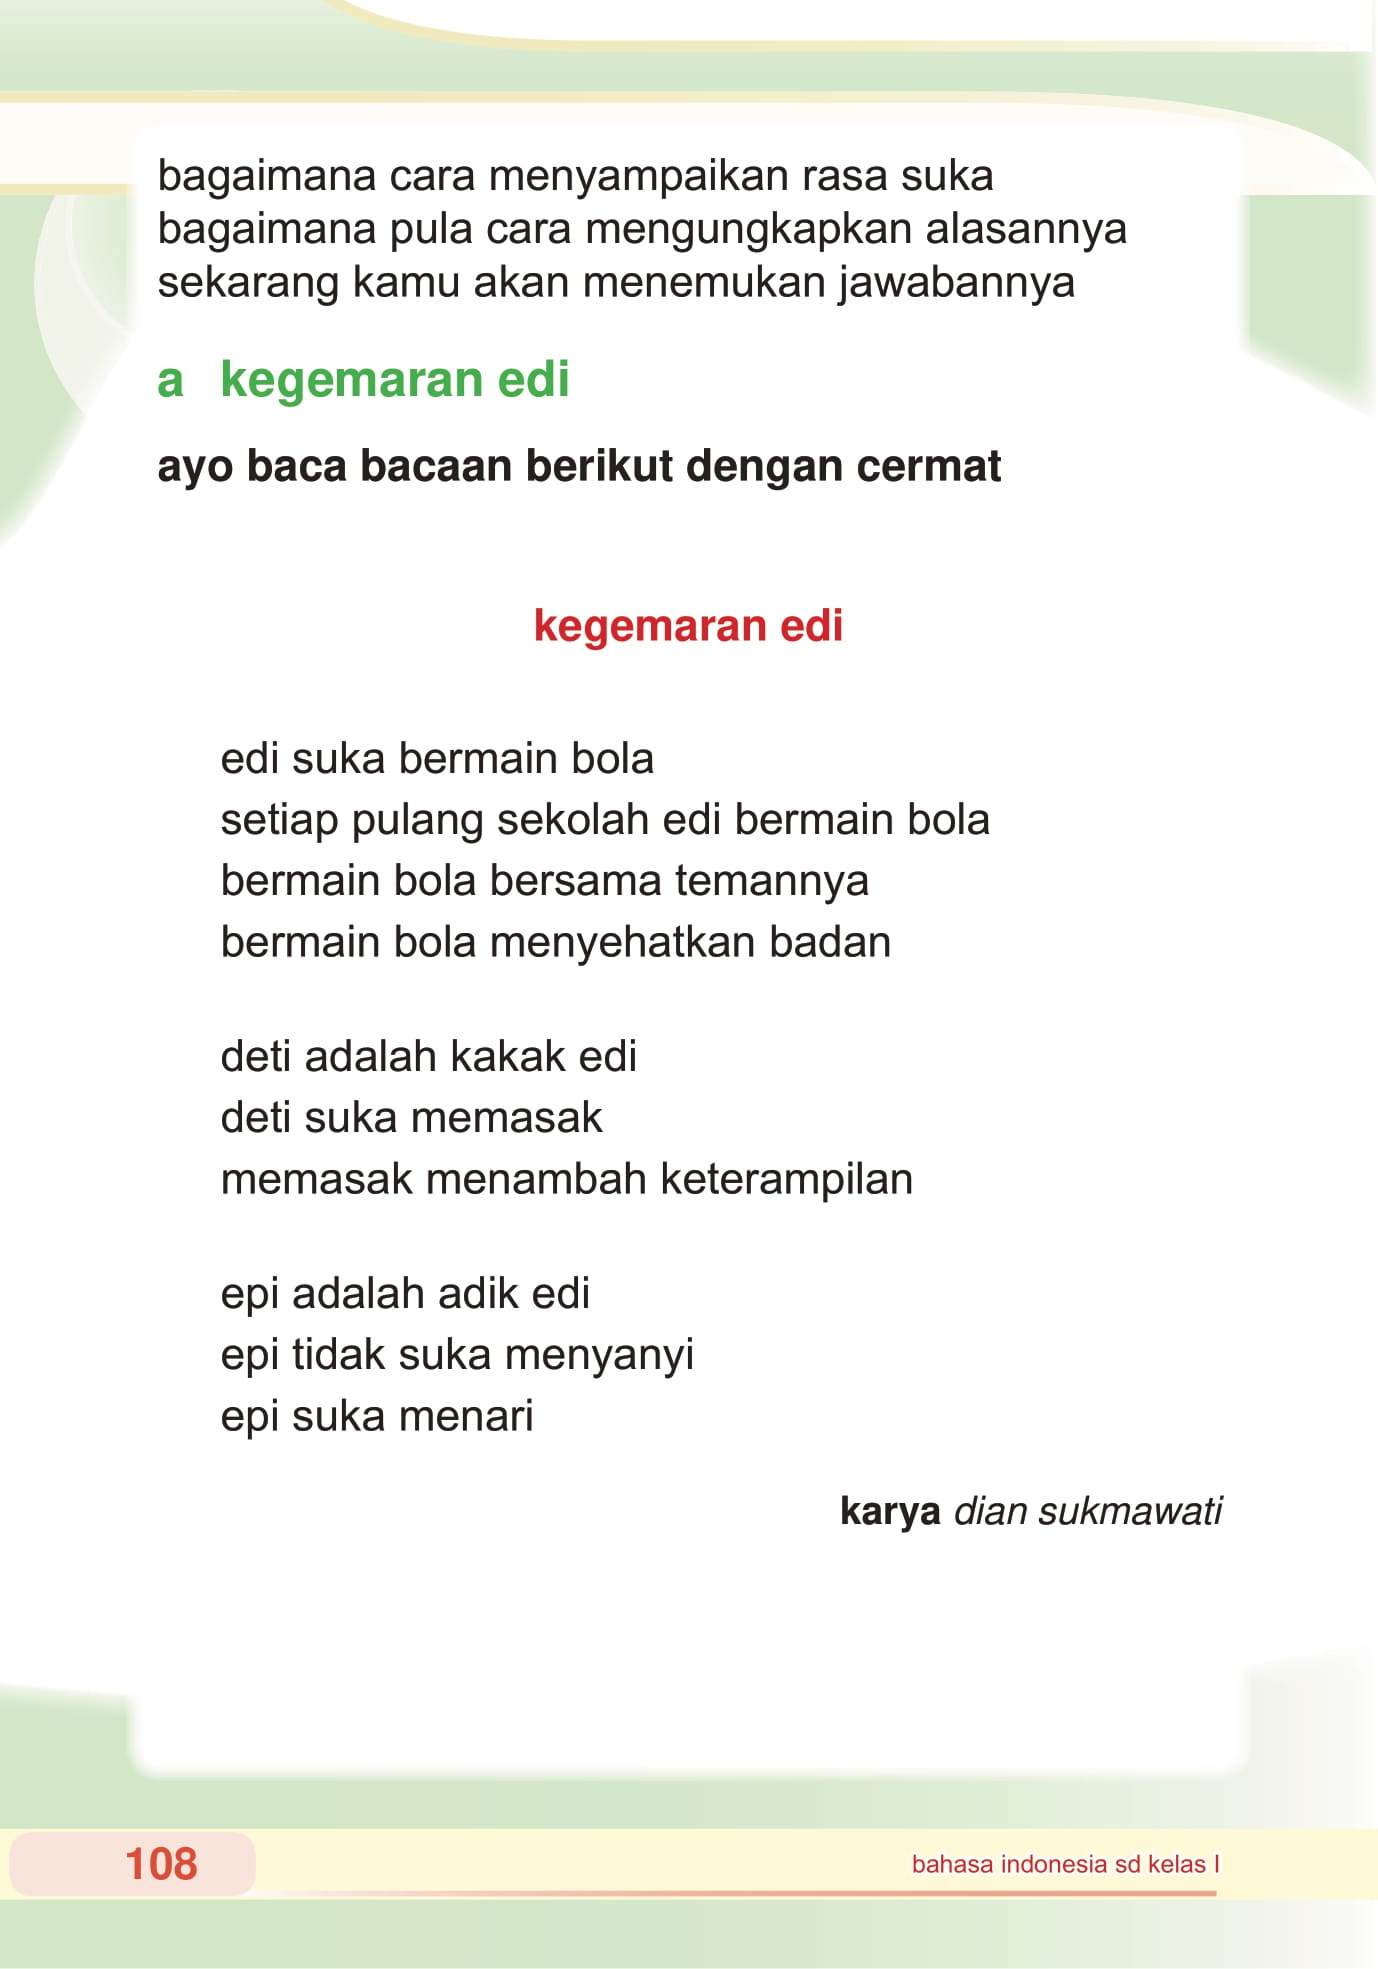 bagaimana cara menyampaikan rasa suka
bagaimana pula cara mengungkapkan alasannya
sekarang kamu akan menemukan jawabannya
a kegemaran edi
ayo baca bacaan berikut dengan cermat
kegemaran edi
edi suka bermain bola
setiap pulang sekolah edi bermain bola
bermain bola bersama temannya
bermain bola menyehatkan badan
deti adalah kakak edi
deti suka memasak
memasak menambah keterampilan
epi adalah adik edi
epi tidak suka menyanyi
epi suka menari
karya dian sukmawati
108
bahasa indonesia sd kelas I